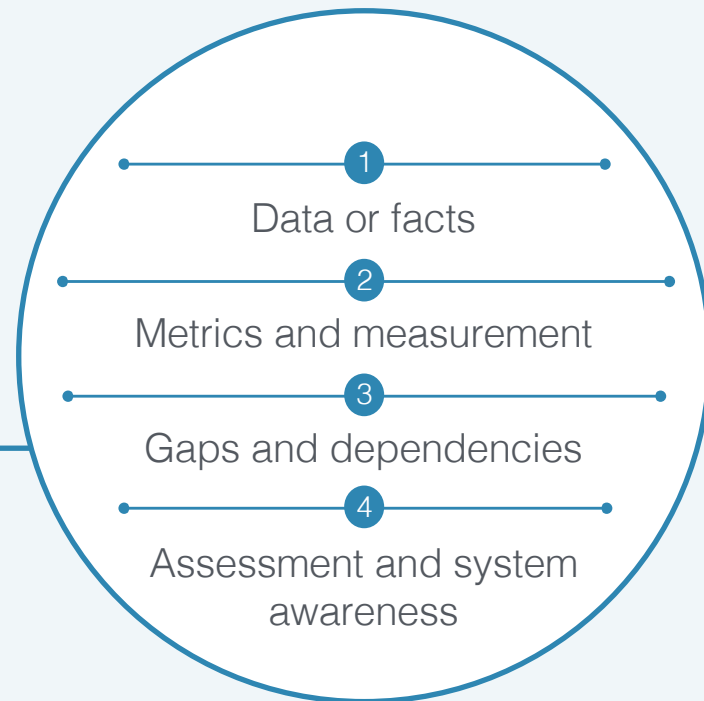 1
Data or facts
2
Metrics and measurement
3
Gaps and dependencies
4
Assessment and system
awareness